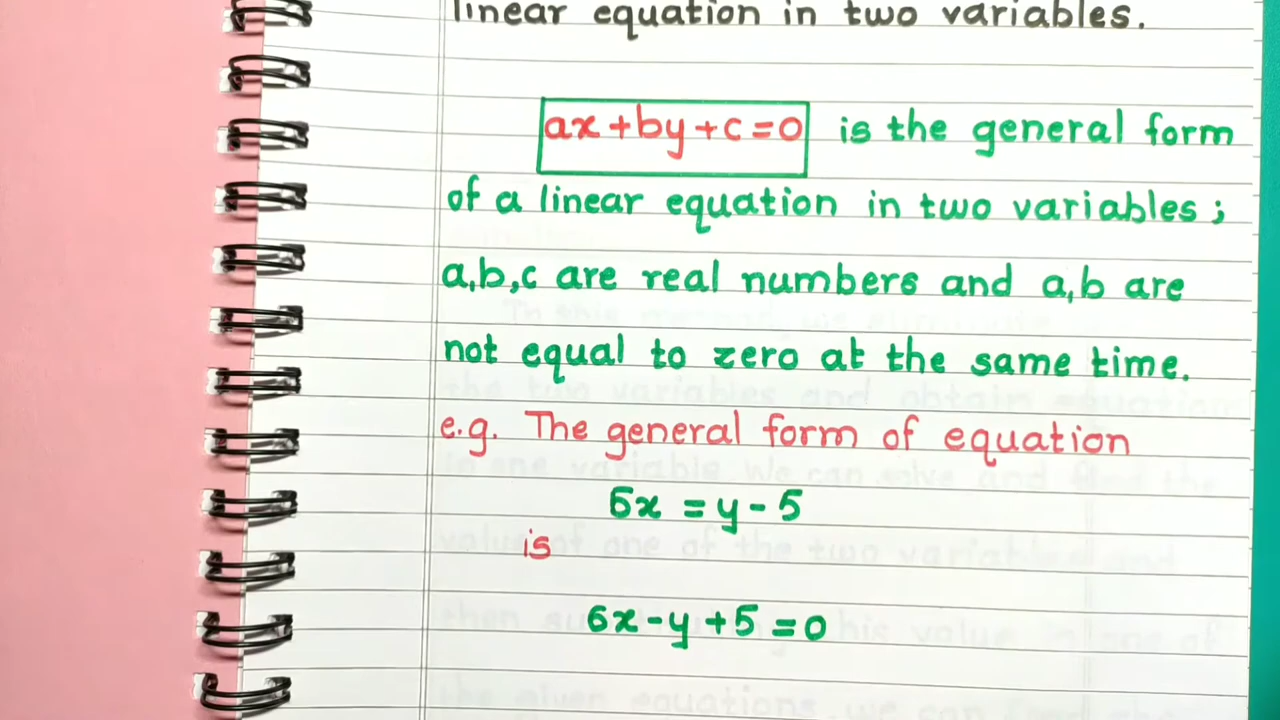 linear equation in two variables.
ax+by+c=0 is the general form
of a linear equation in two variables;
a,b,c are real numbers and a,b are
not equal to zero at the same time.
e.g. The general form of equation
6x = y - 5
is
6x - y + 5 = 0